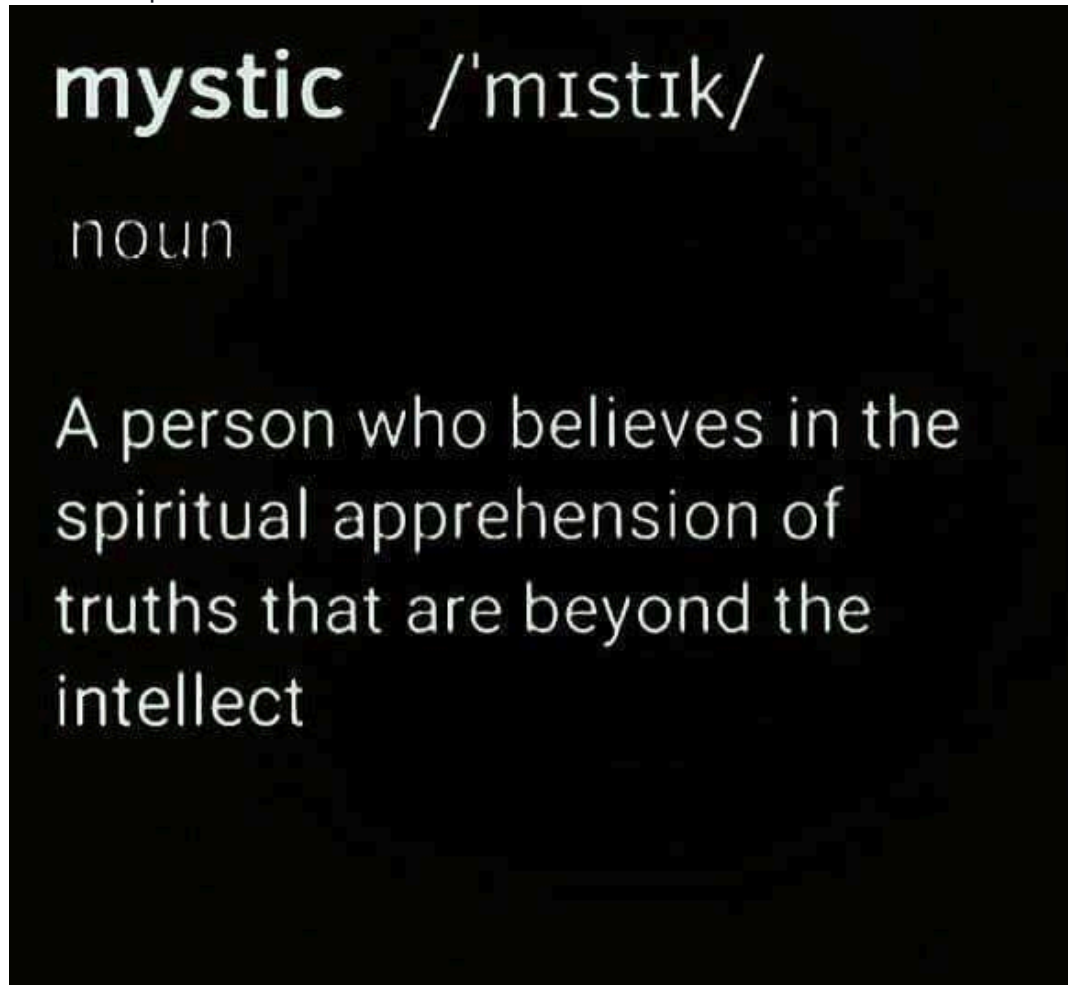 mystic /ˈmɪstɪk/
noun
A person who believes in the
spiritual apprehension of
truths that are beyond the
intellect